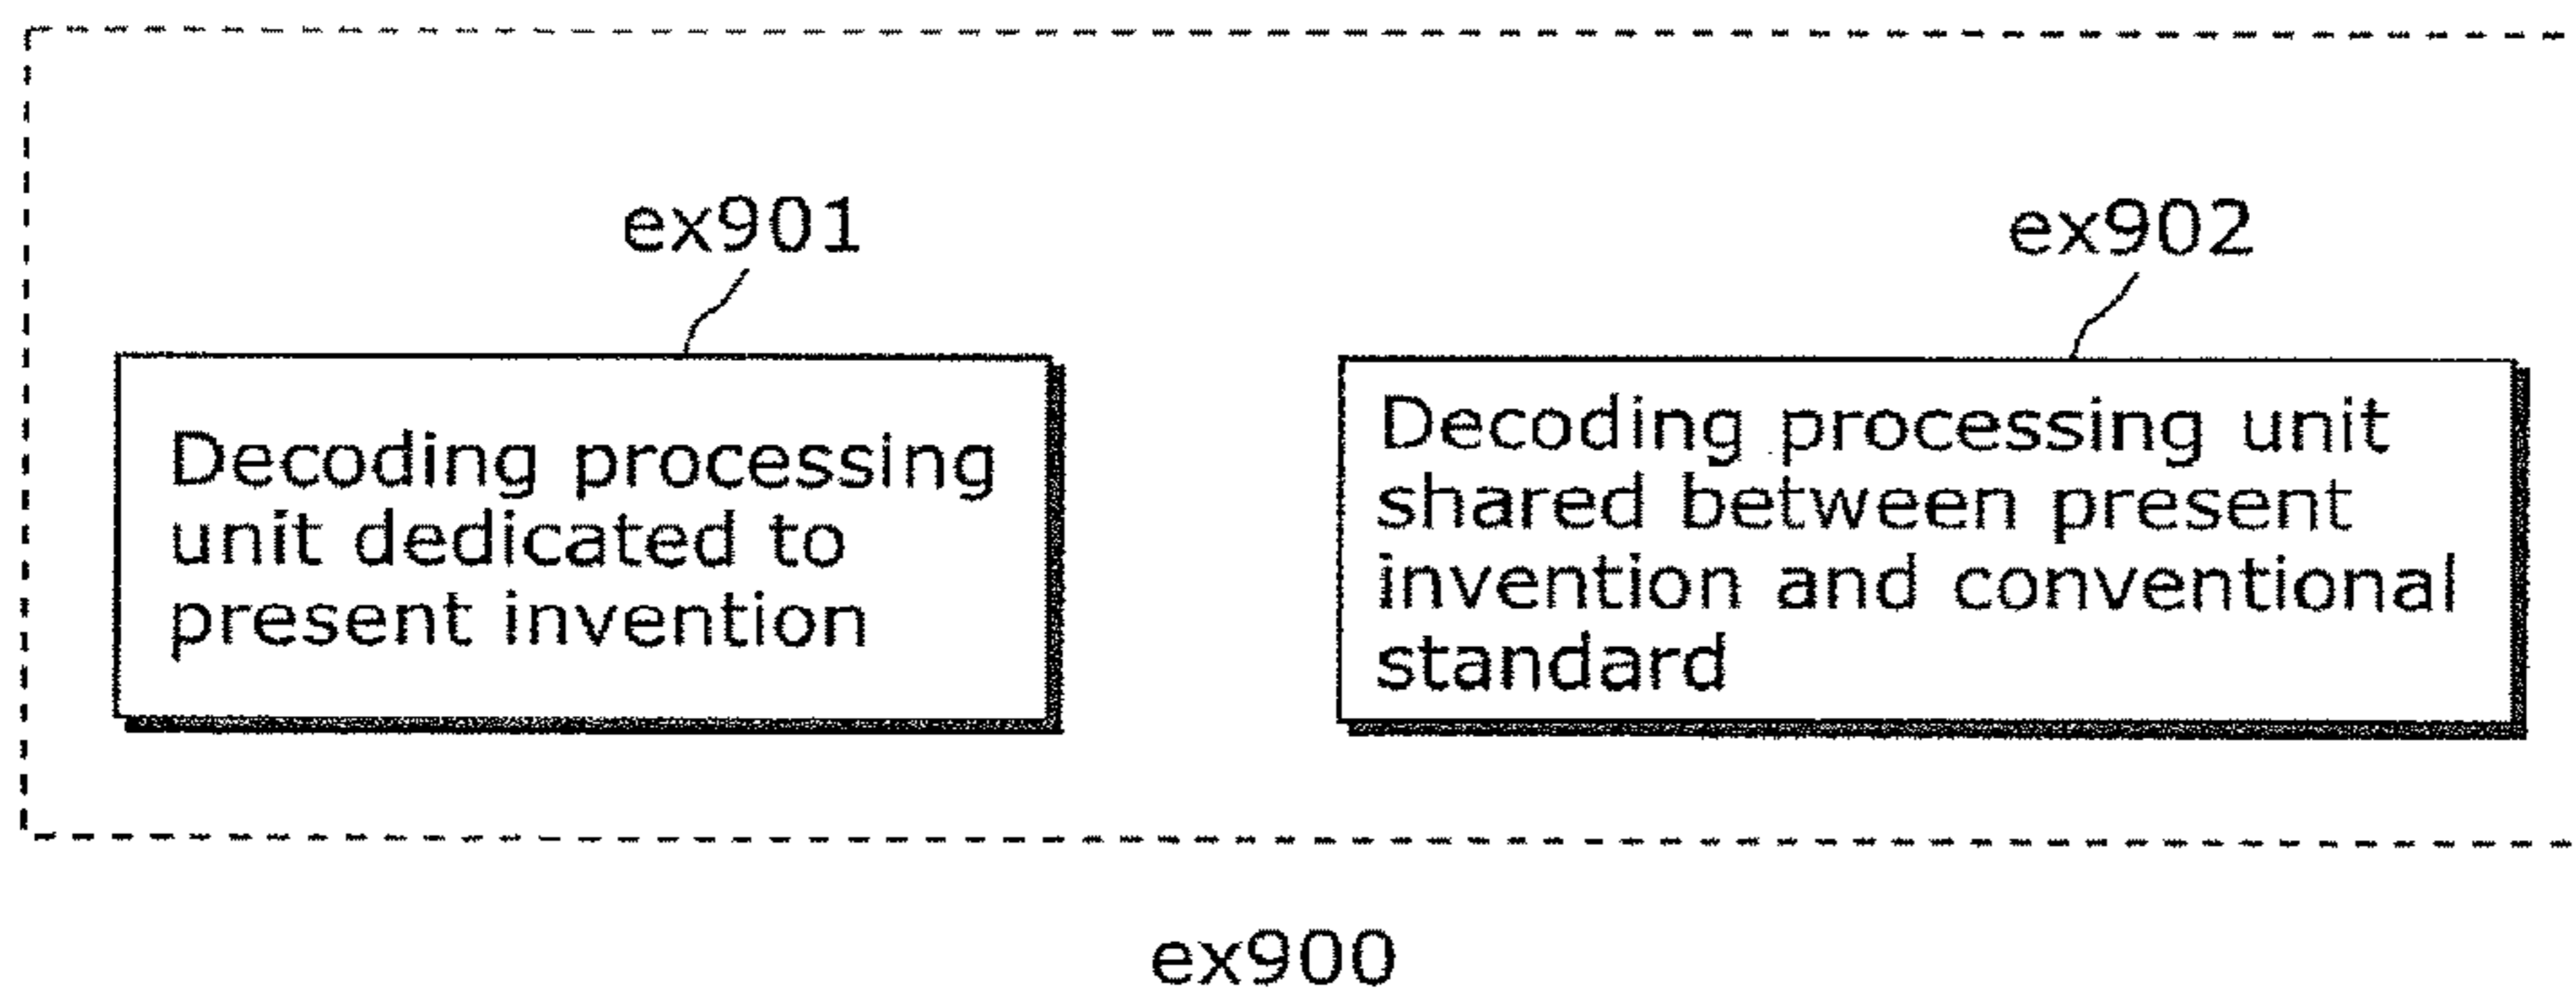 ex901
Decoding processing
unit dedicated to
present invention
ex902
Decoding processing unit
shared between present
invention and conventional
standard
ex900